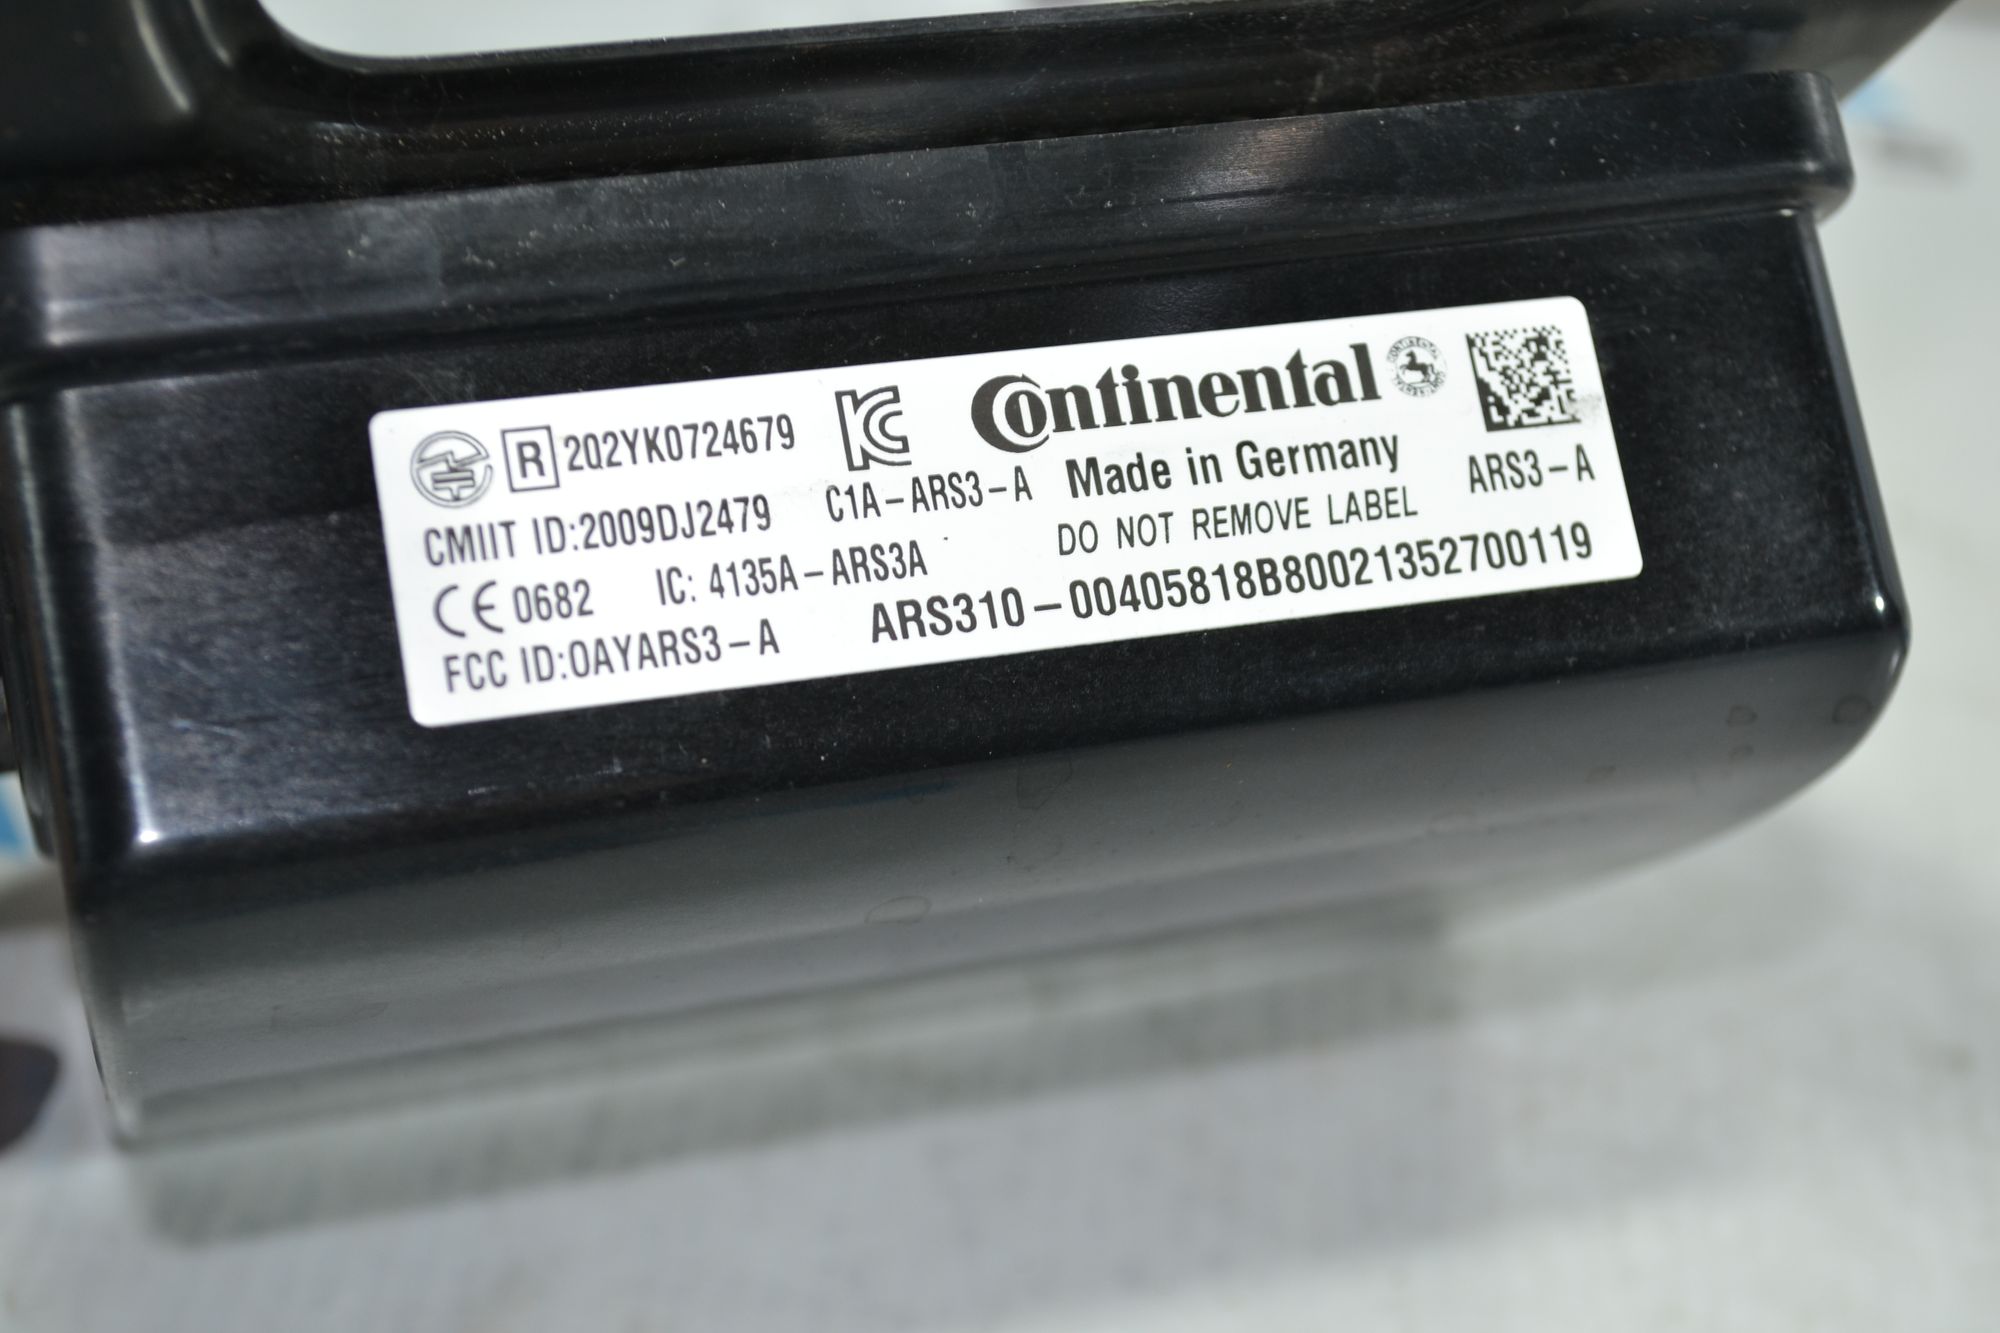 R 202YK0724679
CMIIT ID:2009DJ2479
C1A-ARS3-A
CE 0682 IC: 4135A-ARS3A
FCC ID:OAYARS3-A
Continental
Made in Germany
DO NOT REMOVE LABEL
ARS3-A
ARS310-00405818B80021352700119